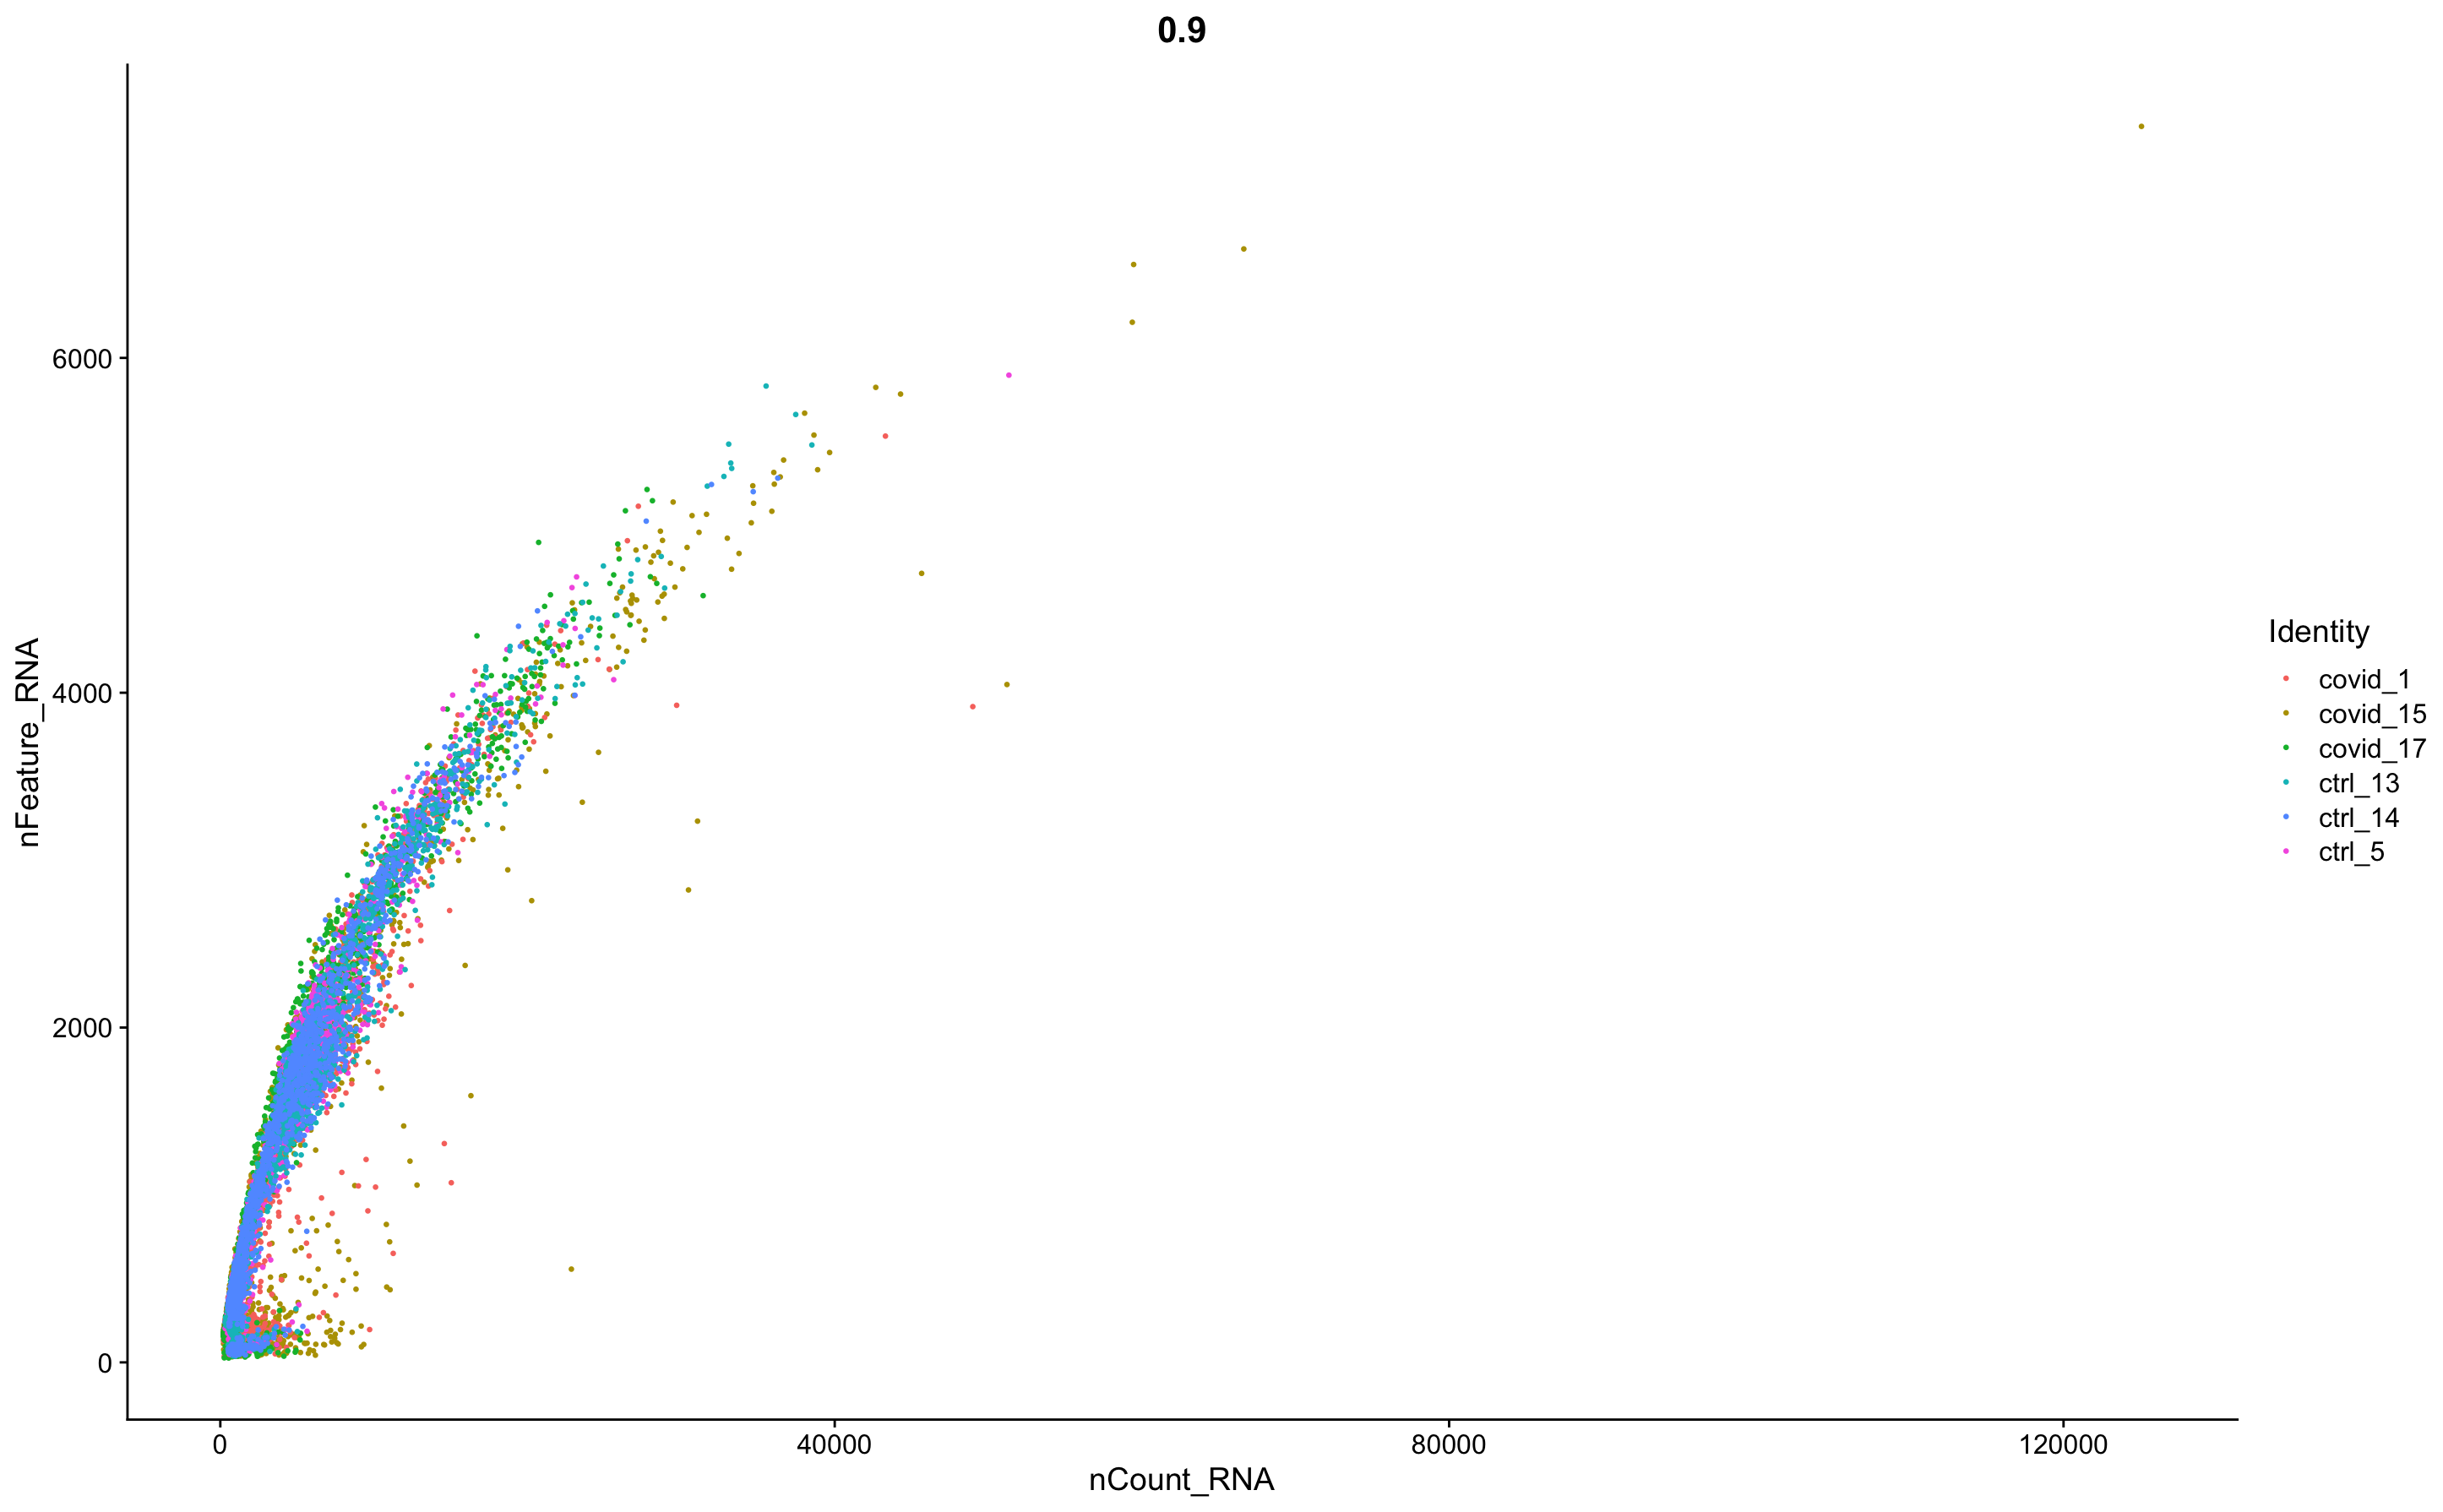 0.9
nFeature_RNA
6000
4000
2000
0
0
40000
80000
120000
nCount_RNA
Identity
covid_1
covid_15
covid_17
ctrl_13
ctrl_14
ctrl_5